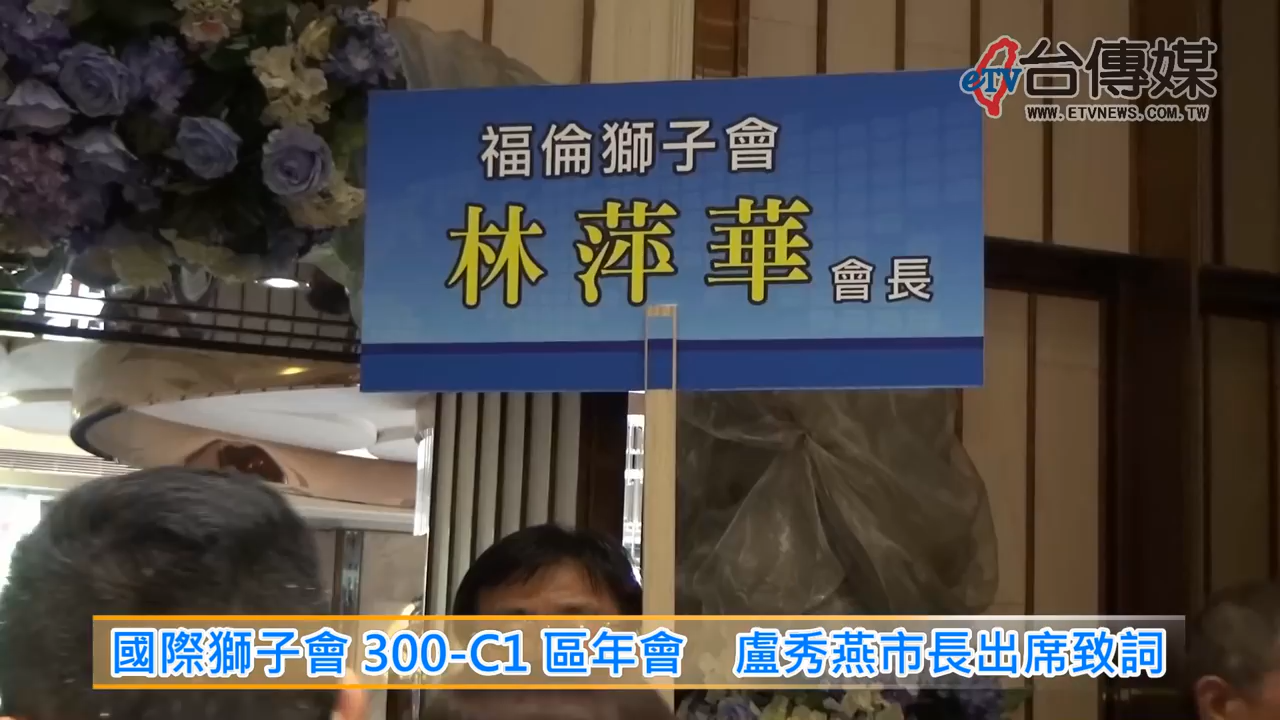 eTV台傳媒
WWW.ETVNEWS.COM.TW
福倫獅子會
林萍華會長
國際獅子會 300-C1 區年會 盧秀燕市長出席致詞